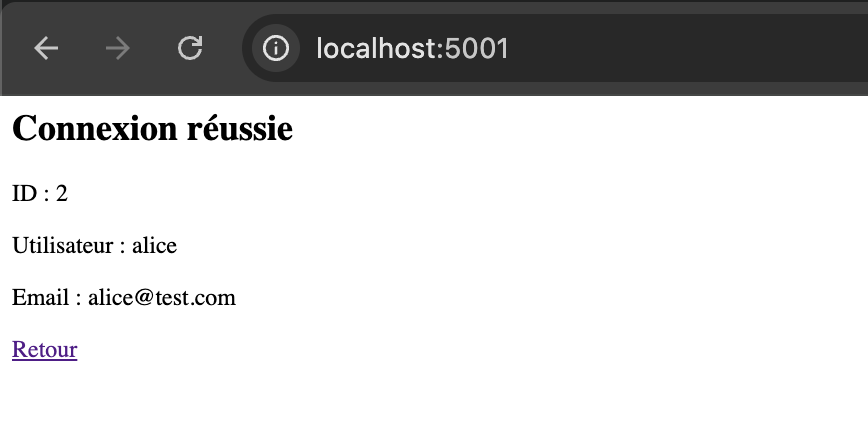 localhost:5001
Connexion réussie
ID : 2
Utilisateur : alice
Email : alice@test.com
Retour